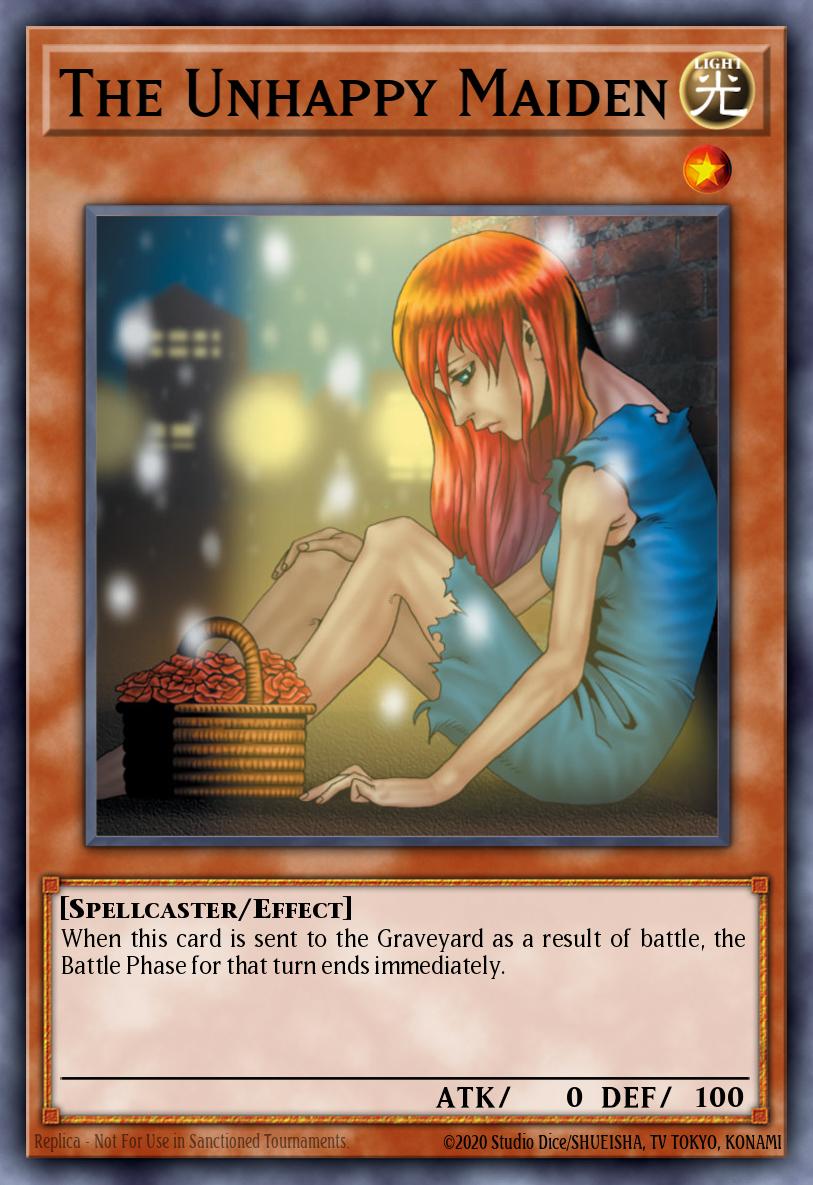 The Unhappy Maiden
LIGHT
光
[Spellcaster/Effect]
When this card is sent to the Graveyard as a result of battle, the
Battle Phase for that turn ends immediately.
ATK/ 0 DEF/ 100
Replica - Not For Use in Sanctioned Tournaments.
©2020 Studio Dice/SHUEISHA, TV TOKYO, KONAMI